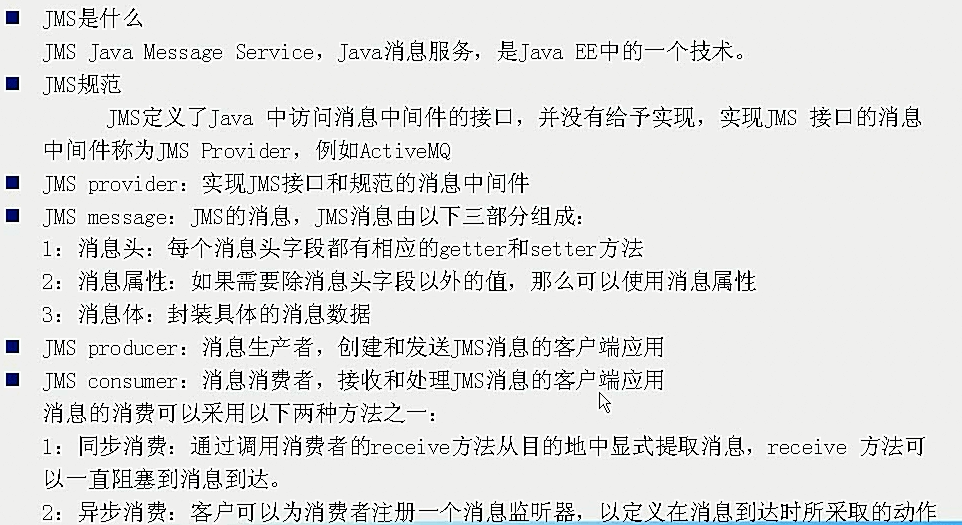 ■ JMS是什么
JMS Java Message Service，Java消息服务，是Java EE中的一个技术。
■ JMS规范
JMS定义了Java 中访问消息中间件的接口，并没有给予实现，实现JMS 接口的消息
中间件称为JMS Provider，例如ActiveMQ
■ JMS provider：实现JMS接口和规范的消息中间件
■ JMS message：JMS的消息，JMS消息由以下三部分组成：
1：消息头：每个消息头字段都有相应的getter和setter方法
2：消息属性：如果需要除消息头字段以外的值，那么可以使用消息属性
3：消息体：封装具体的消息数据
■ JMS producer：消息生产者，创建和发送JMS消息的客户端应用
■ JMS consumer：消息消费者，接收和处理JMS消息的客户端应用
消息的消费可以采用以下两种方法之一：
1：同步消费：通过调用消费者的receive方法从目的地中显式提取消息，receive 方法可
以一直阻塞到消息到达。
2：异步消费：客户可以为消费者注册一个消息监听器，以定义在消息到达时所采取的动作